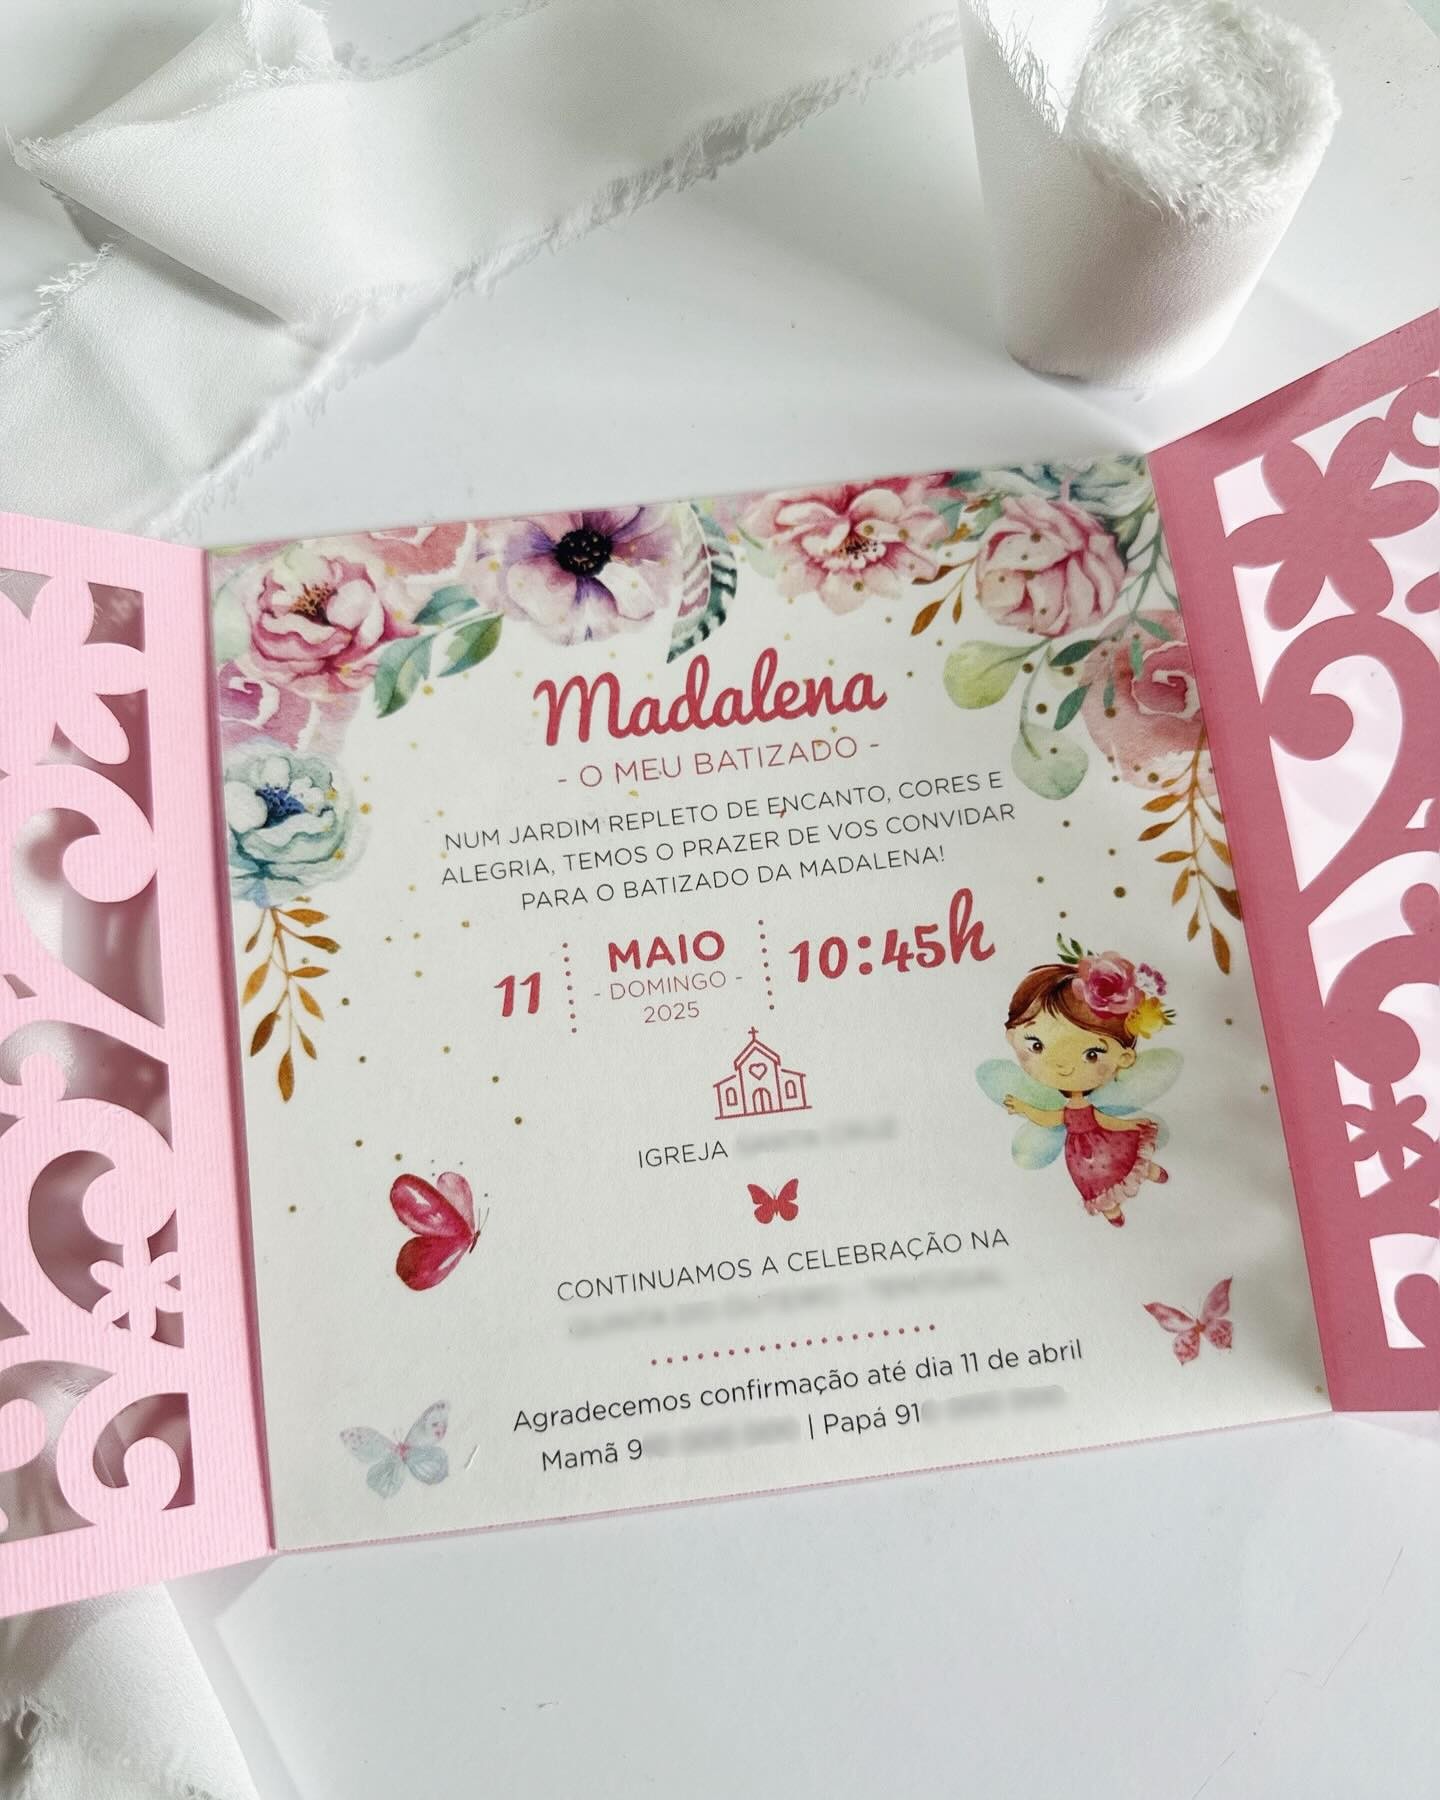 Madalena
- O MEU BATIZADO -
NUM JARDIM REPLETO DE ENCANTO, CORES E
ALEGRIA, TEMOS O PRAZER DE VOS CONVIDAR
PARA O BATIZADO DA MADALENA!
11 MAIO 10:45h
- DOMINGO -
2025
IGREJA
CONTINUAMOS A CELEBRAÇÃO NA
Agradecemos confirmação até dia 11 de abril
Mamã 9 | Papá 91